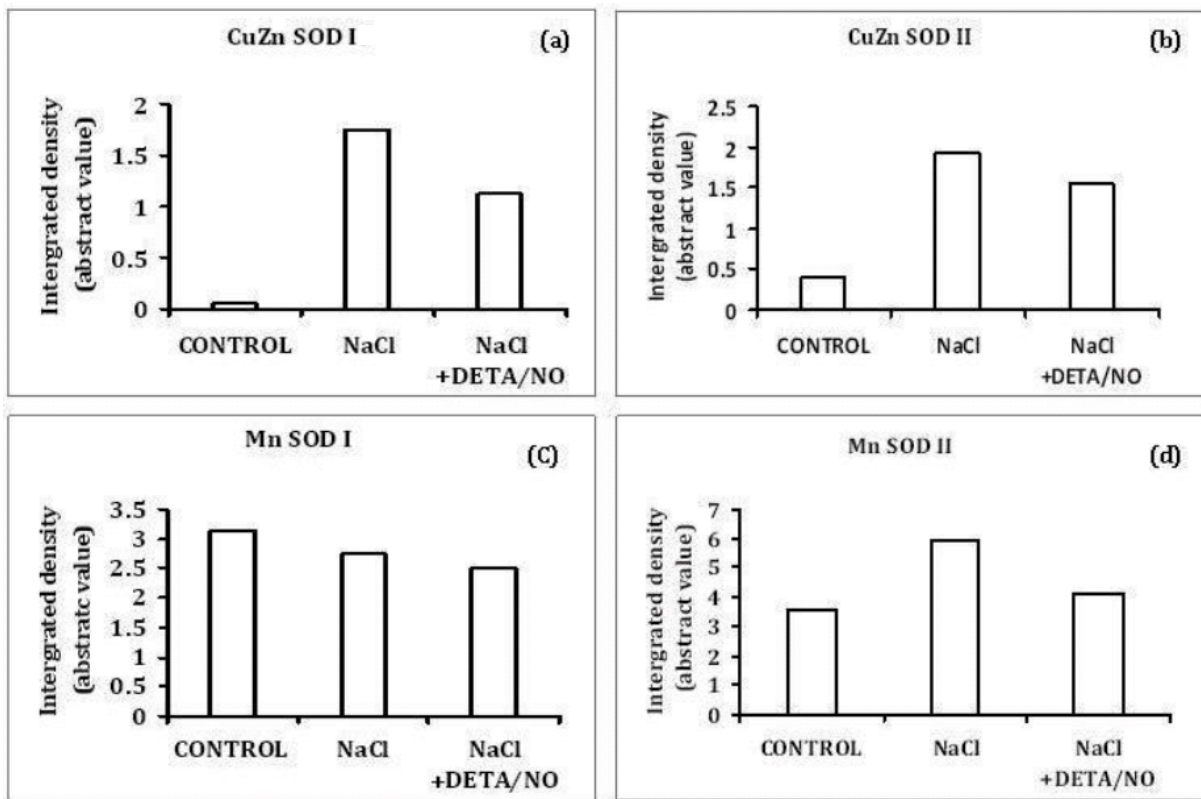 CuZn SOD I
(a)
Intergrated density
(abstract value)
2
1.5
1
0.5
0
CONTROL
NaCl
NaCl
+DETA/NO
CuZn SOD II
(b)
Intergrated density
(abstract value)
2.5
2
1.5
1
0.5
0
CONTROL
NaCl
NaCl
+DETA/NO
Mn SOD I
(C)
Intergrated density
(abstratc value)
3.5
3
2.5
2
1.5
1
0.5
0
CONTROL
NaCl
NaCl
+DETA/NO
Mn SOD II
(d)
Intergrated density
(abstract value)
7
6
5
4
3
2
1
0
CONTROL
NaCl
NaCl
+DETA/NO